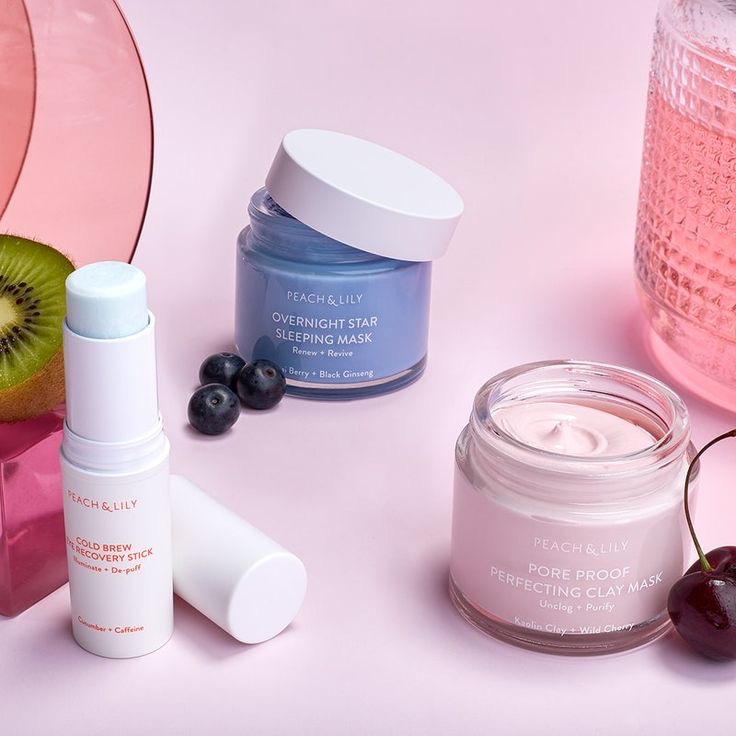 PEACH & LILY
OVERNIGHT STAR
SLEEPING MASK
Renew + Revive
Berry + Black Ginseng
PEACH & LILY
COLD BREW
RECOVERY STICK
Illuminate + De-puff
Cucumber + Caffeine
PEACH & LILY
PORE PROOF
PERFECTING CLAY MASK
Unclog + Purify
Kaolin Clay + Wild Cherry